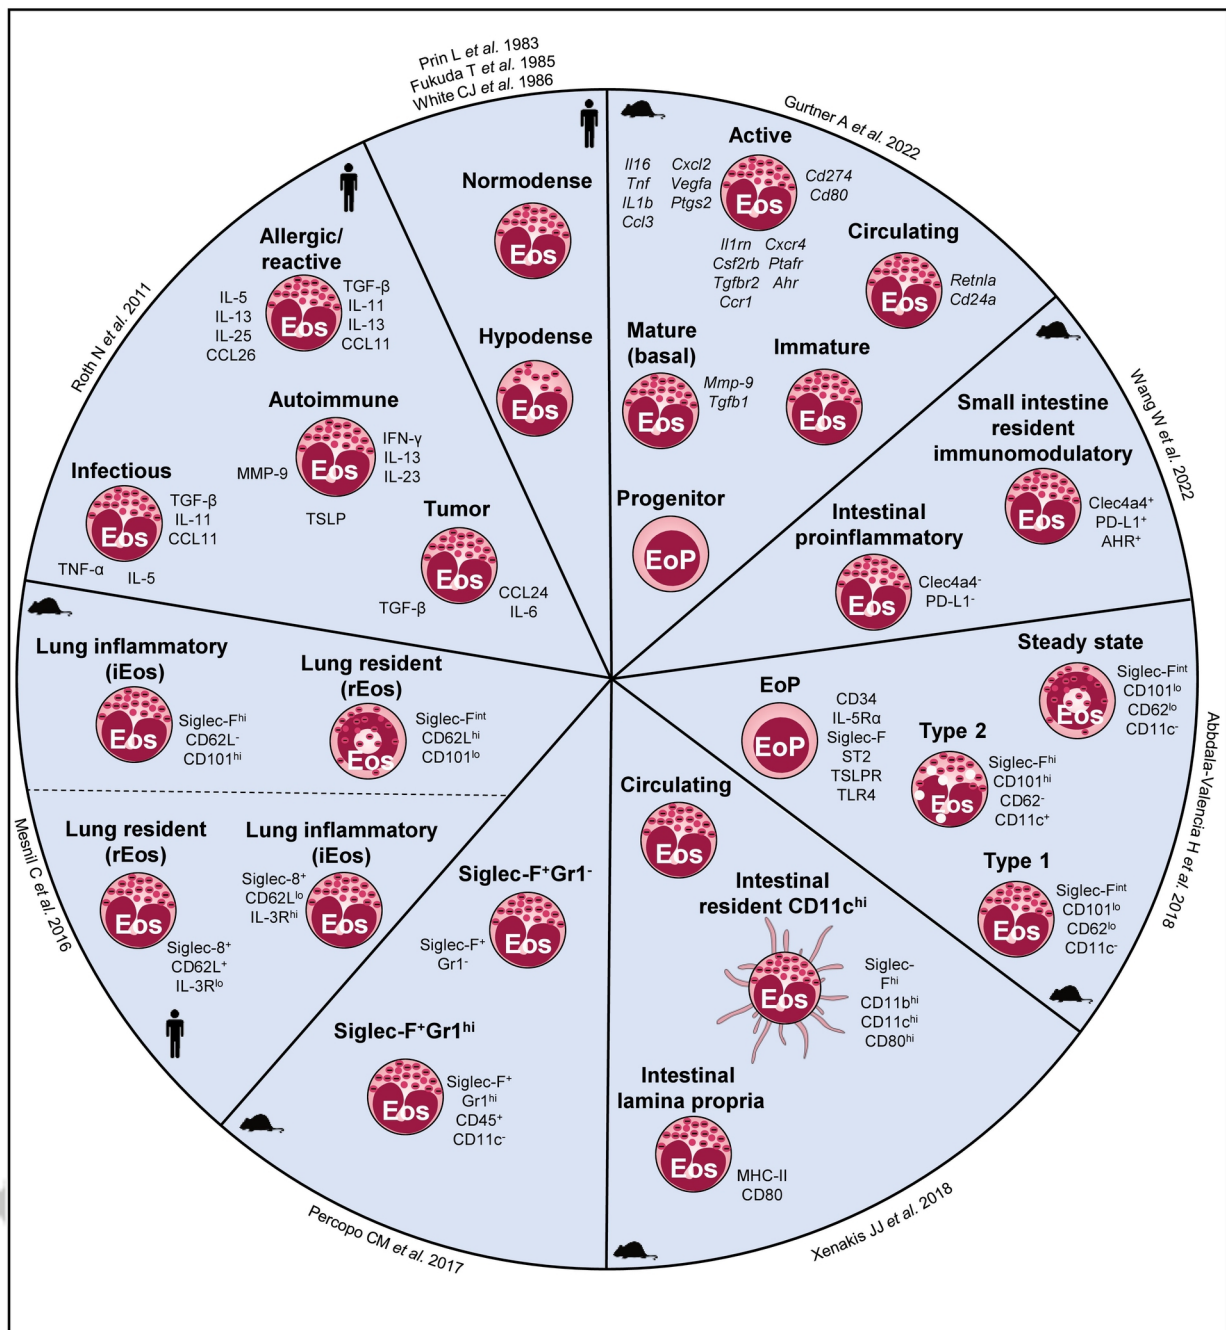 Prin L et al. 1983
Fukuda T et al. 1985
White CJ et al. 1986
Normodense
Eos
Hypodense
Eos
Gurtner A et al. 2022
Active
Il16 Cxcl2
Tnf Vegfa
IL1b Ptgs2
Ccl3
Eos
Cd274
Cd80
Il1rn Cxcr4
Csf2rb Ptafr
Tgfbr2 Ahr
Ccr1
Circulating
Eos
Retnla
Cd24a
Mature
(basal)
Eos
Mmp-9
Tgfb1
Immature
Eos
Progenitor
EoP
Wang W et al. 2022
Small intestine
resident
immunomodulatory
Eos
Clec4a4+
PD-L1+
AHR+
Intestinal
proinflammatory
Eos
Clec4a4-
PD-L1-
Abbdala-Valencia H et al. 2018
Steady state
Eos
Siglec-Fint
CD101lo
CD62lo
CD11c-
EoP
EoP
CD34
IL-5Rα
Siglec-F
ST2
TSLPR
TLR4
Type 2
Eos
Siglec-Fhi
CD101hi
CD62-
CD11c+
Type 1
Eos
Siglec-Fint
CD101lo
CD62lo
CD11c-
Xenakis JJ et al. 2018
Circulating
Eos
Intestinal
resident CD11chi
Eos
Siglec-
Fhi
CD11bhi
CD11chi
CD80hi
Intestinal
lamina propria
Eos
MHC-II
CD80
Percopo CM et al. 2017
Siglec-F+Gr1-
Siglec-F+
Gr1-
Eos
Siglec-F+Gr1hi
Eos
Siglec-F+
Gr1hi
CD45+
CD11c-
Mesnil C et al. 2016
Lung inflammatory
(iEos)
Eos
Siglec-Fhi
CD62L-
CD101hi
Lung resident
(rEos)
Eos
Siglec-Fint
CD62Lhi
CD101lo
Lung resident
(rEos)
Eos
Siglec-8+
CD62L+
IL-3Rlo
Lung inflammatory
(iEos)
Siglec-8+
CD62Llo
IL-3Rhi
Eos
Roth N et al. 2011
Allergic/
reactive
IL-5
IL-13
IL-25
CCL26
Eos
TGF-β
IL-11
IL-13
CCL11
Autoimmune
MMP-9
Eos
IFN-γ
IL-13
IL-23
TSLP
Infectious
Eos
TGF-β
IL-11
CCL11
TNF-α
IL-5
Tumor
Eos
TGF-β
CCL24
IL-6